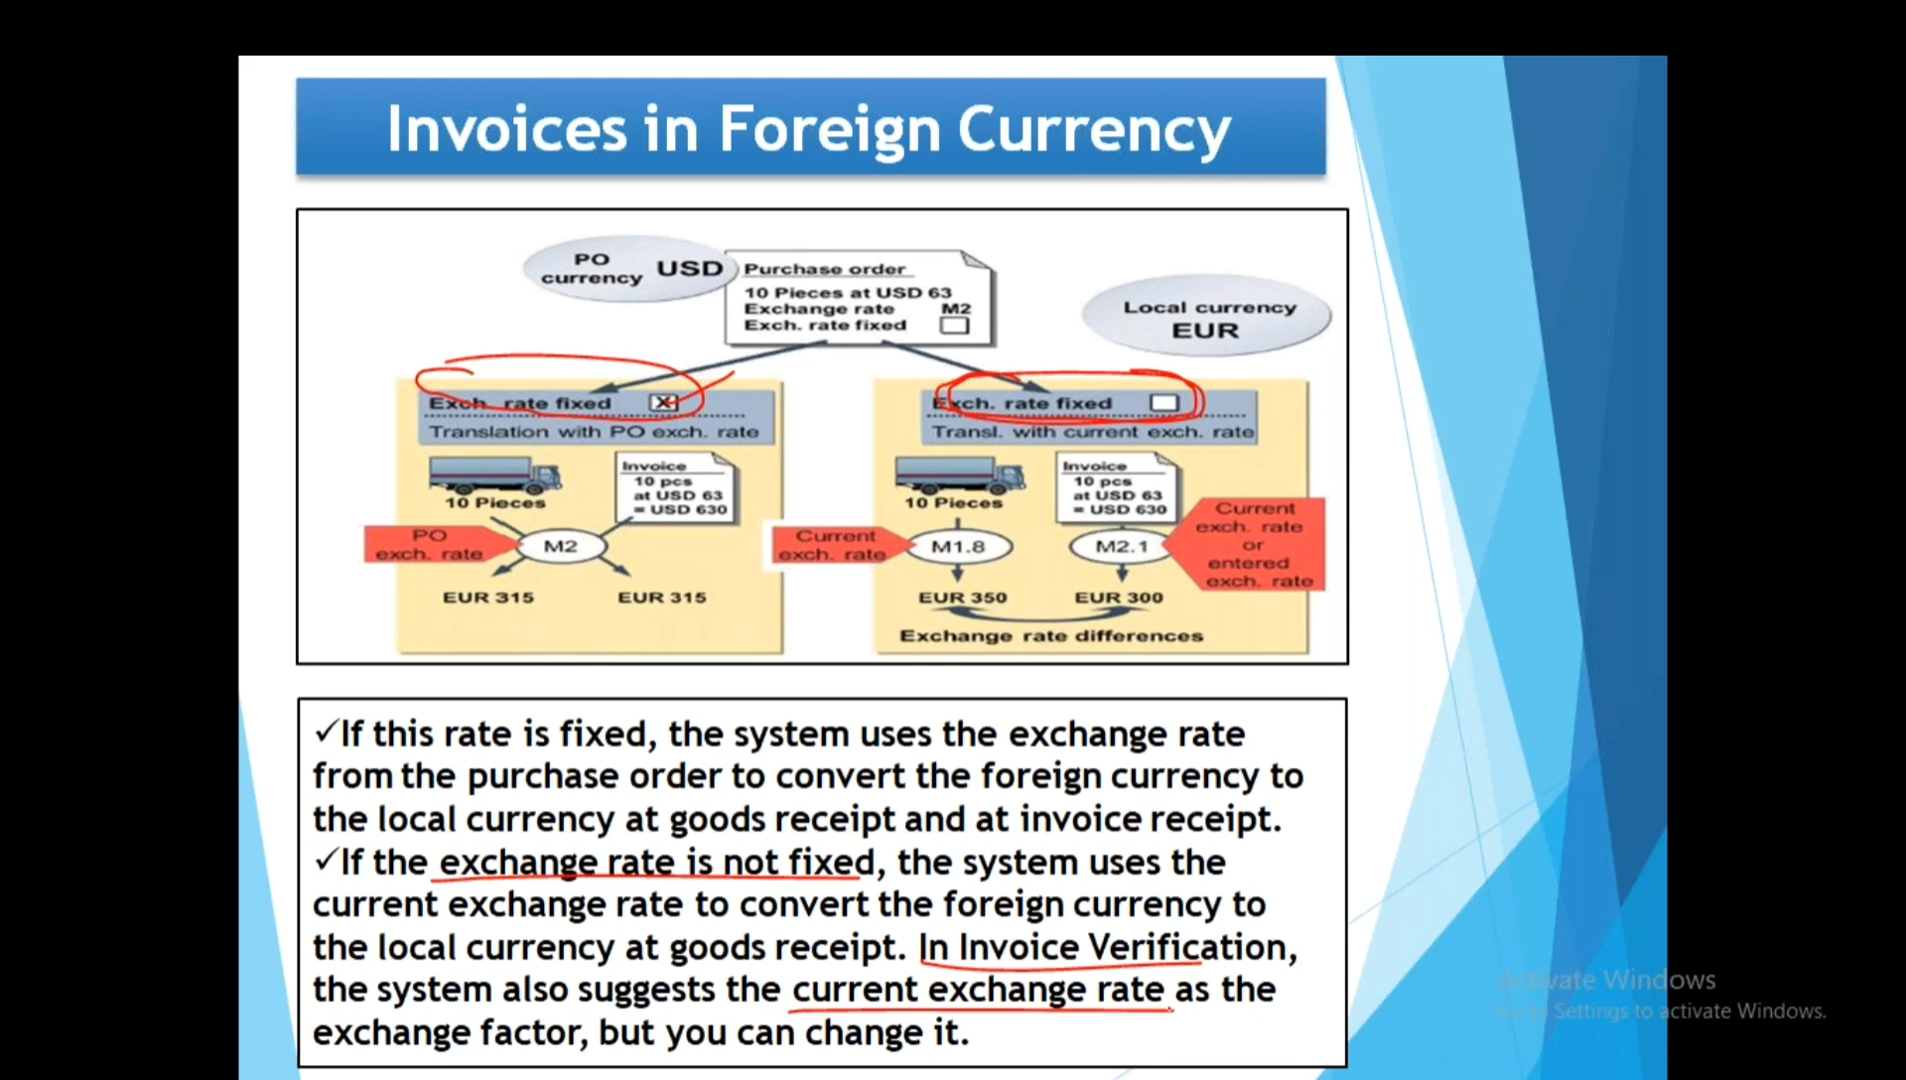 Invoices in Foreign Currency
PO
currency
USD
Purchase order
10 Pieces at USD 63
Exchange rate M2
Exch. rate fixed
Local currency
EUR
Exch. rate fixed X
Translation with PO exch. rate
10 Pieces
Invoice
10 pcs
at USD 63
= USD 630
PO
exch. rate
M2
EUR 315
EUR 315
Exch. rate fixed
Transl. with current exch. rate
10 Pieces
Invoice
10 pcs
at USD 63
= USD 630
Current
exch. rate
M1.8
M2.1
Current
exch. rate
or
entered
exch. rate
EUR 350
EUR 300
Exchange rate differences
✓If this rate is fixed, the system uses the exchange rate
from the purchase order to convert the foreign currency to
the local currency at goods receipt and at invoice receipt.
✓If the exchange rate is not fixed, the system uses the
current exchange rate to convert the foreign currency to
the local currency at goods receipt. In Invoice Verification,
the system also suggests the current exchange rate as the
exchange factor, but you can change it.
Activate Windows
Go to Settings to activate Windows.